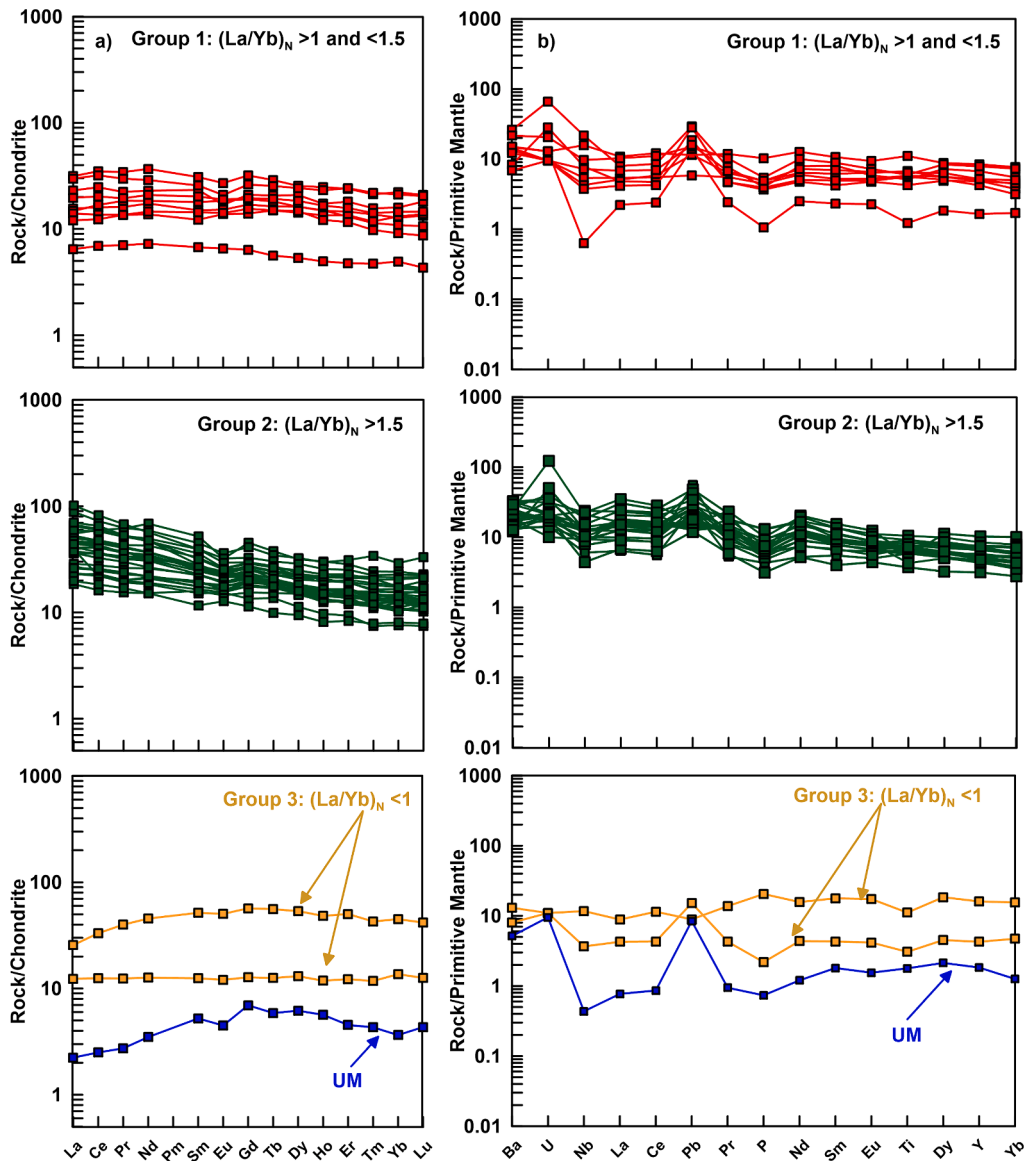 a) Group 1: (La/Yb)N >1 and <1.5
Rock/Chondrite
1000
100
10
1
b) Group 1: (La/Yb)N >1 and <1.5
Rock/Pritive Mantle
1000
100
10
1
0.1
0.01
Group 2: (La/Yb)N >1.5
Rock/Chondrite
1000
100
10
1
Group 2: (La/Yb)N >1.5
Rock/Primitive Mantle
1000
100
10
1
0.1
0.01
Group 3: (La/Yb)N <1
Rock/Chondrite
1000
100
10
1
UM
La Ce Pr Nd Pm Sm Eu Gd Tb Dy Ho Er Tm Yb Lu
Group 3: (La/Yb)N <1
Rock/Primitive Mantle
1000
100
10
1
0.1
0.01
UM
Ba U Nb La Ce Pb Pr P Nd Sm Eu Ti Dy Y Yb